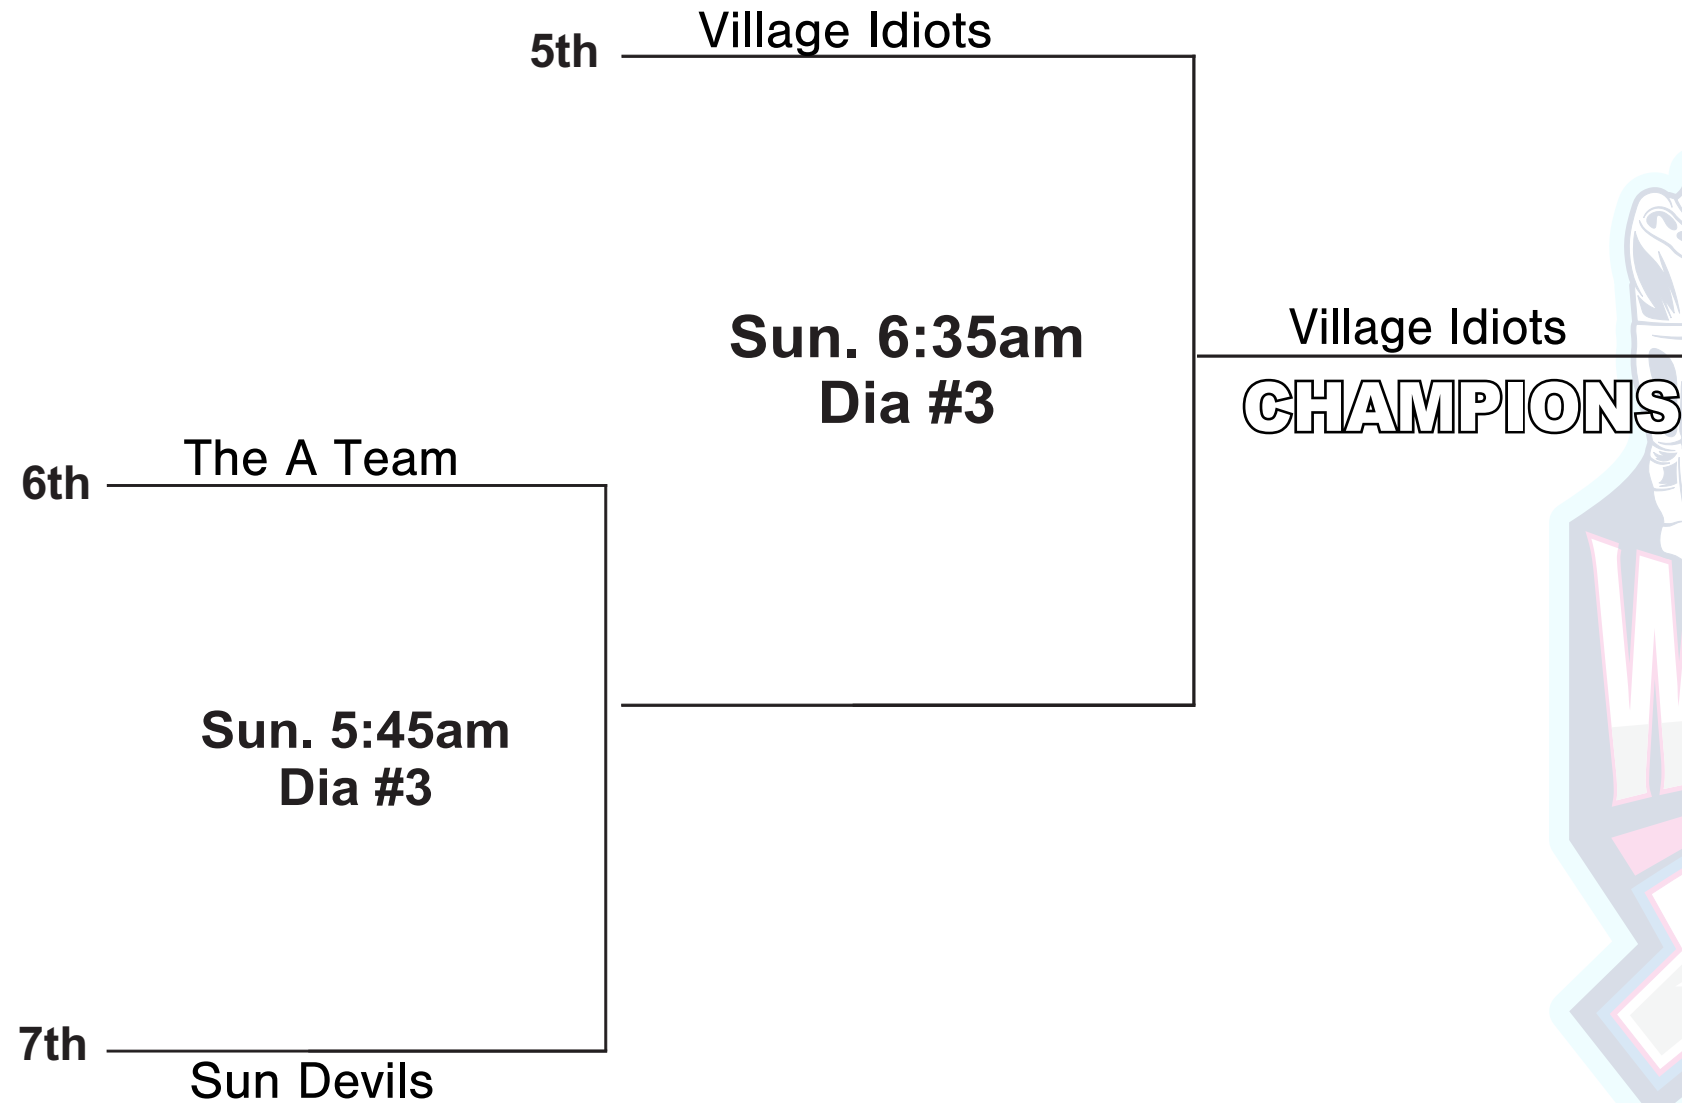 Village Idiots
5th
Sun. 6:35am
Dia #3
Village Idiots
CHAMPIONS
The A Team
6th
Sun. 5:45am
Dia #3
7th
Sun Devils